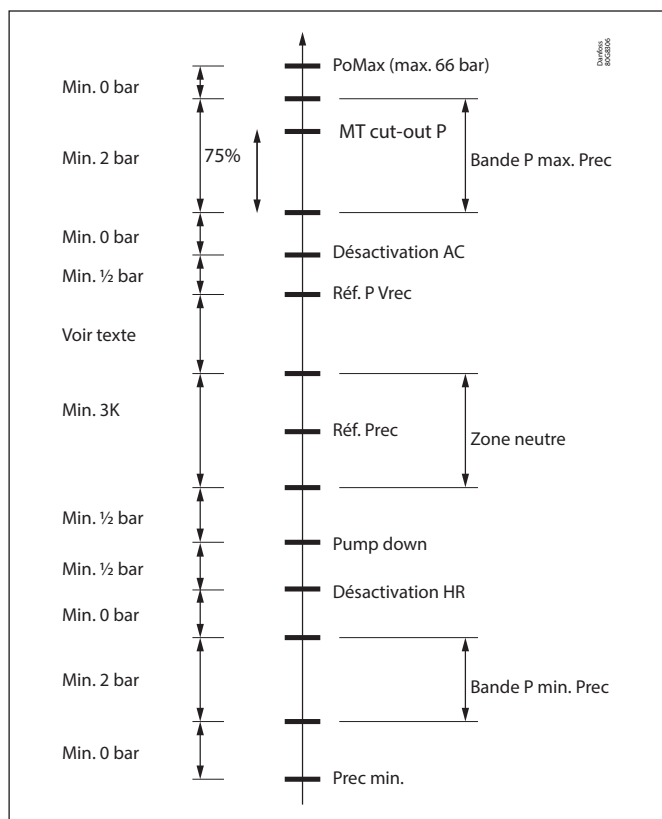 Danfoss
80G8306
PoMax (max. 66 bar)
Min. 0 bar
MT cut-out P
Min. 2 bar
75%
Bande P max. Prec
Min. 0 bar
Désactivation AC
Min. ½ bar
Réf. P Vrec
Voir texte
Min. 3K
Réf. Prec
Zone neutre
Min. ½ bar
Pump down
Min. ½ bar
Désactivation HR
Min. 0 bar
Min. 2 bar
Bande P min. Prec
Min. 0 bar
Prec min.